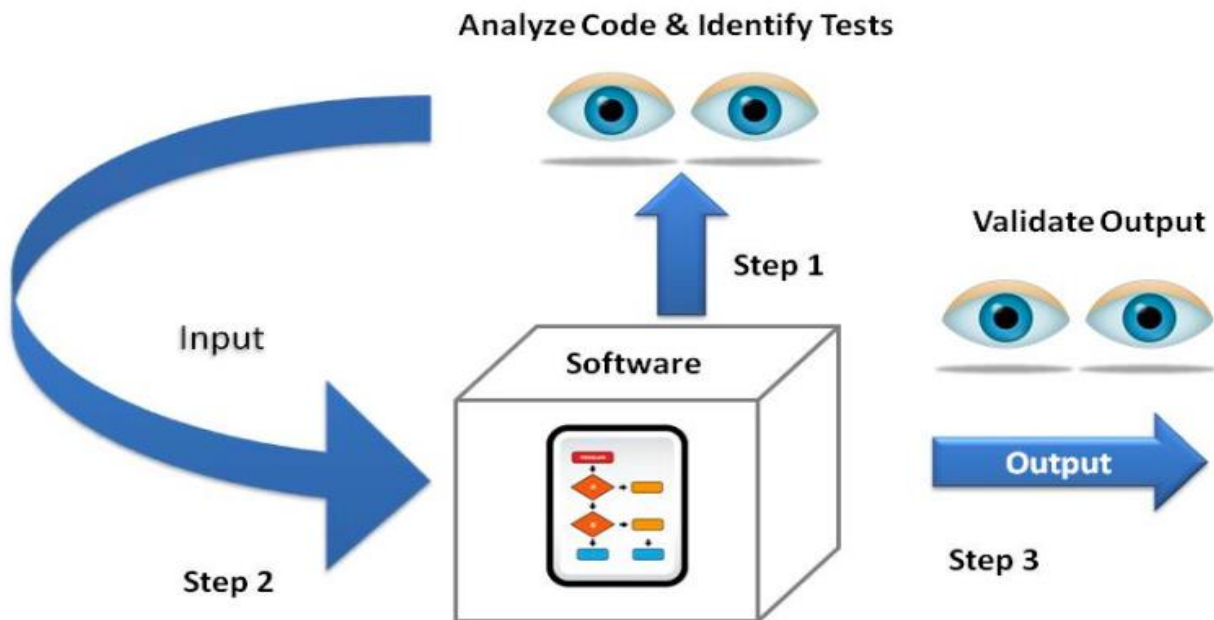 Analyze Code & Identify Tests
Step 1
Validate Output
Input
Software
Output
Step 2
Step 3